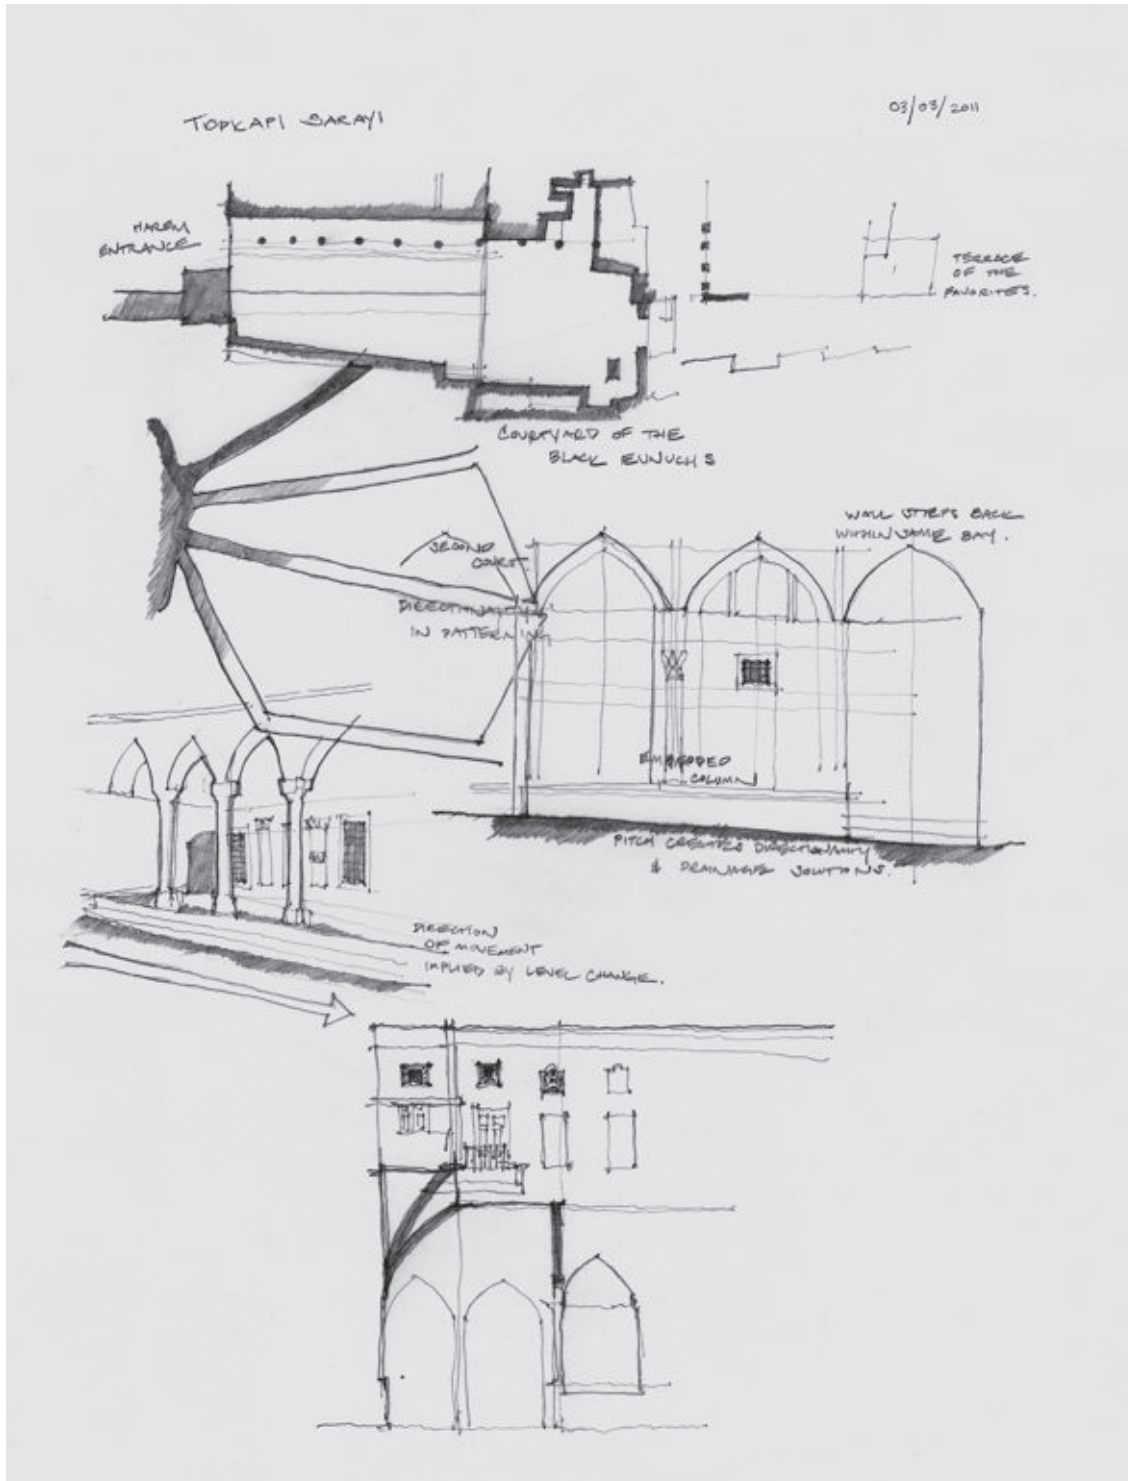 TOPKAPI SARAYI
03/03/2011
HAREM
ENTRANCE
TERRACE
OF THE
FAVORITES.
COURTYARD OF THE
BLACK EUNUCHS
WALL STEPS BACK
WITHIN SAME BAY.
SECOND
COURT.
DIRECTIONALITY
IN PATTERNING
EMBEDDED
COLUMN
PITCH CREATES DIRECTIONALITY
& DRAINAGE SOLUTIONS.
DIRECTION
OF MOVEMENT
IMPLIED BY LEVEL CHANGE.